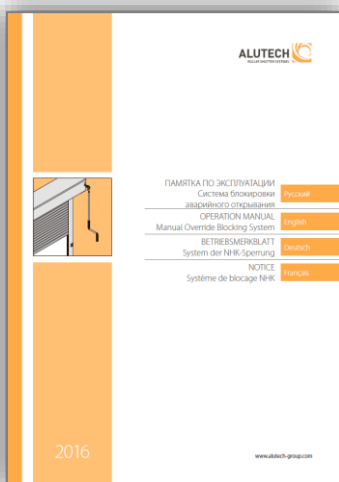 ALUTECH
ROLLER SHUTTER SYSTEMS
ПАМЯТКА ПО ЭКСПЛУАТАЦИИ
Система блокировки
аварийного открывания
Русский
OPERATION MANUAL
Manual Override Blocking System
English
BETRIEBSMERKBLATT
System der NHK-Sperrung
Deutsch
NOTICE
Système de blocage NHK
Français
2016
www.alutech-group.com